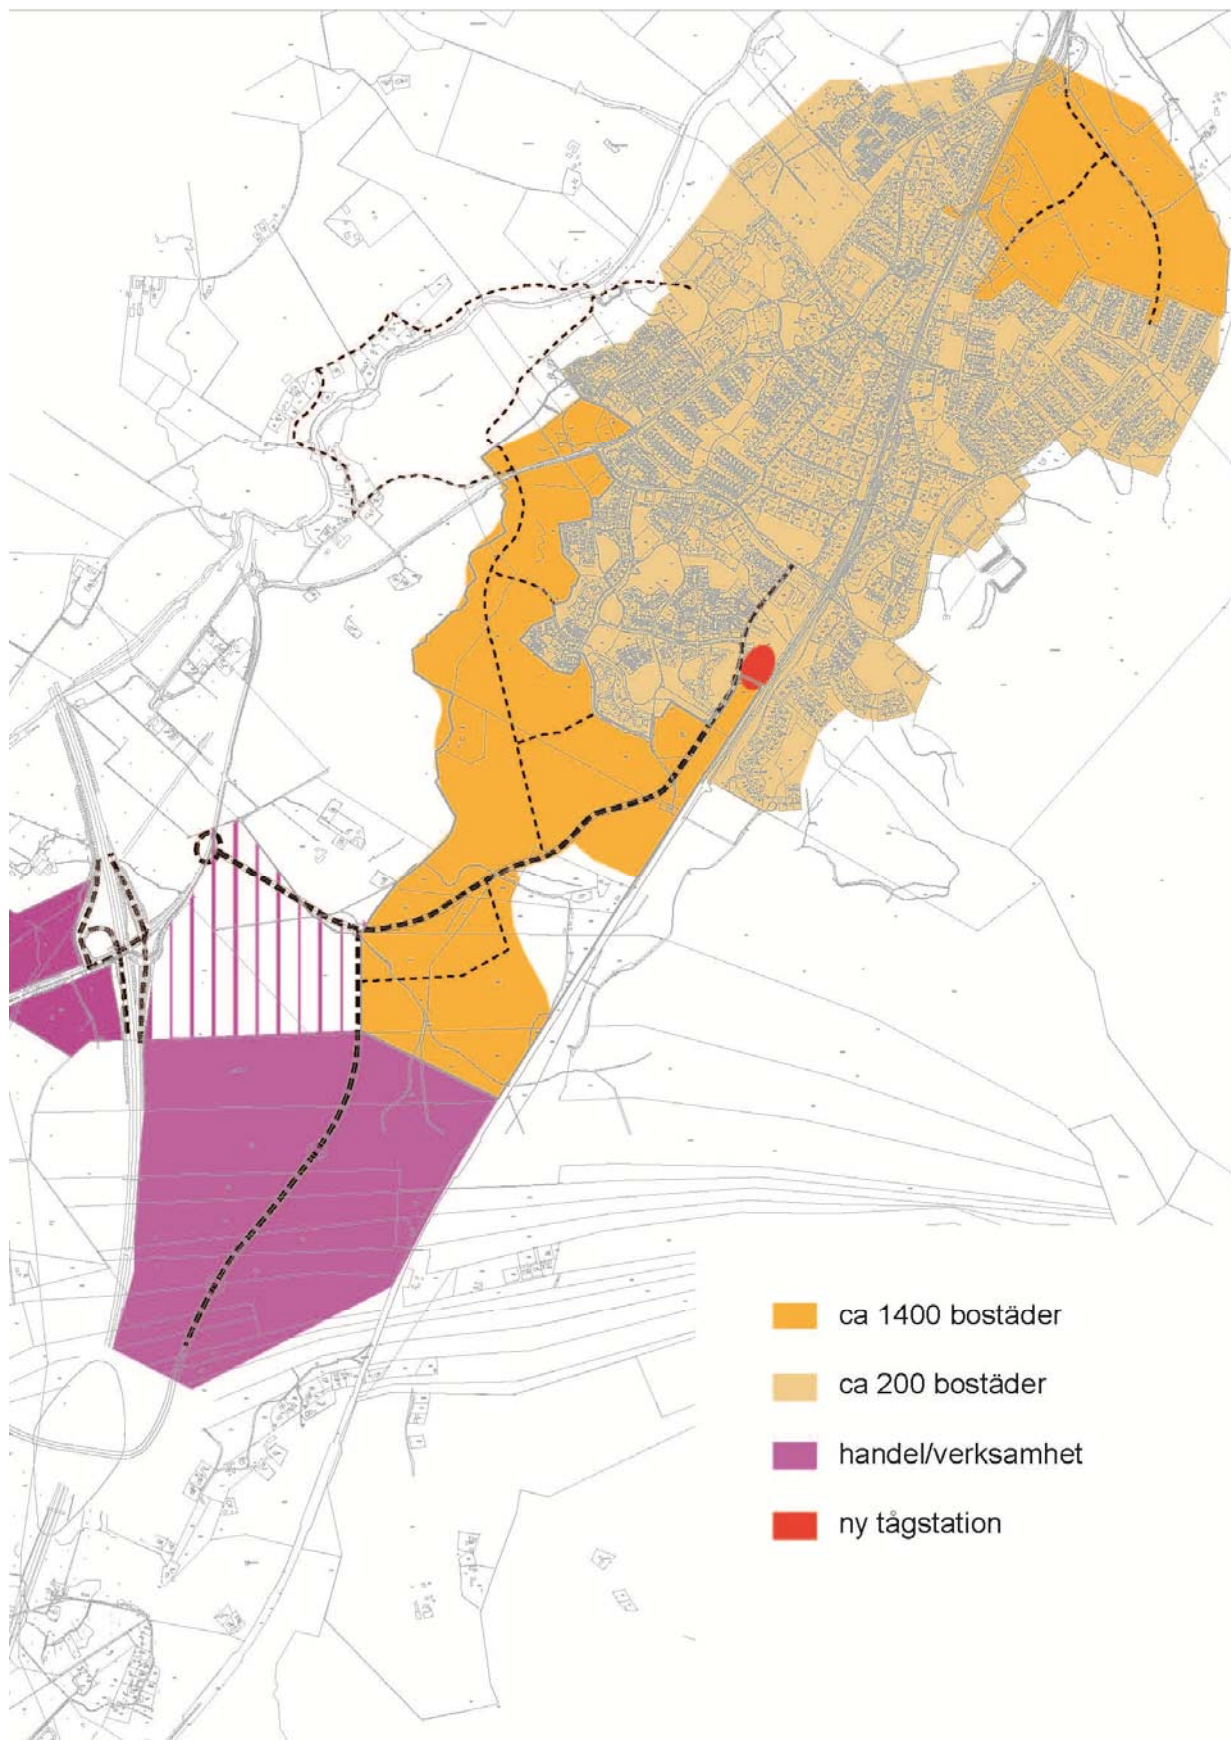 ca 1400 bostäder
ca 200 bostäder
handel/verksamhet
ny tågstation